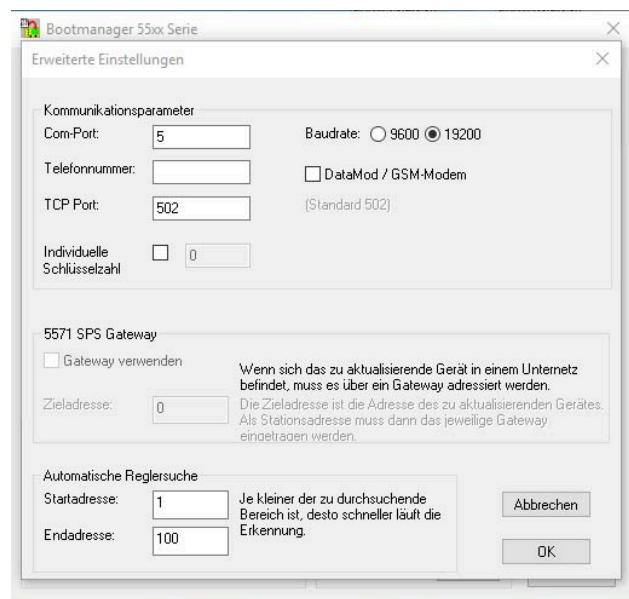 Bootmanager 55xx Serie
Erweiterte Einstellungen
Kommunikationsparameter
Com-Port: 5 Baudrate: 9600 19200
Telefonnummer: DataMod / GSM-Modem
TCP Port: 502 (Standard 502)
Individuelle
Schlüsselzahl 0
5571 SPS Gateway
Gateway verwenden
Wenn sich das zu aktualisierende Gerät in einem Unternetz
befindet, muss es über ein Gateway adressiert werden.
Zieladresse: 0
Die Zieladresse ist die Adresse des zu aktualisierenden Gerätes.
Als Stationsadresse muss dann das jeweilige Gateway
eingetragen werden.
Automatische Reglersuche
Startadresse: 1
Endadresse: 100
Je kleiner der zu durchsuchende
Bereich ist, desto schneller läuft die
Erkennung.
Abbrechen
OK